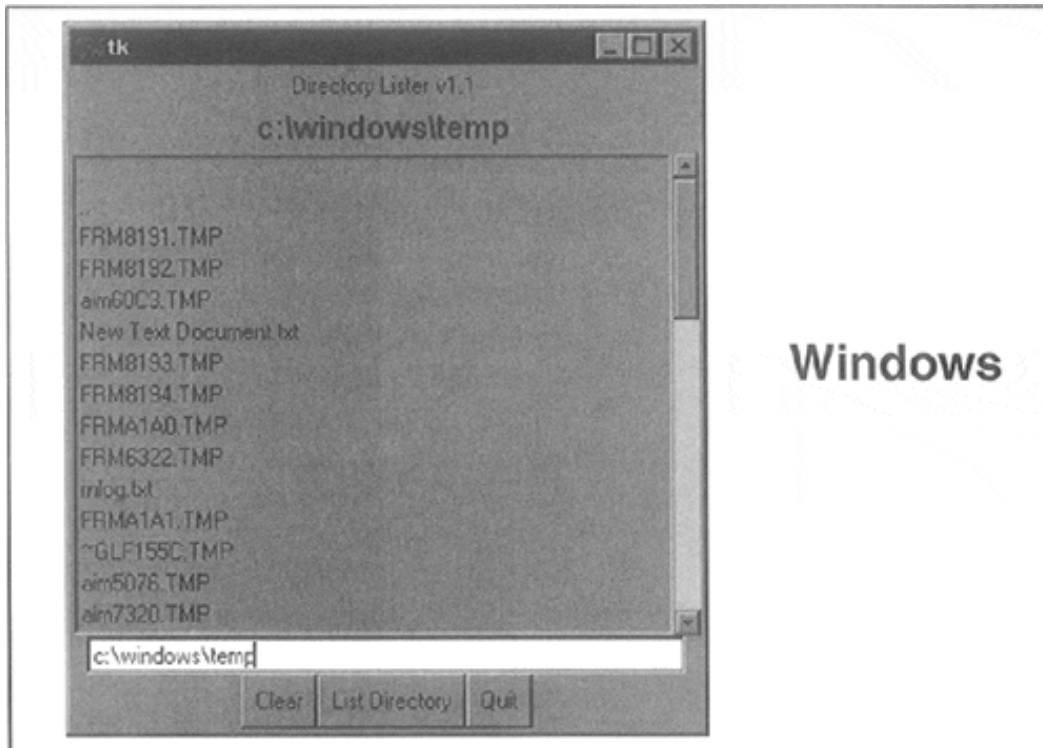 tk
Directory Lister v1.1
c:\windows\temp
.
..
FRM8191.TMP
FRM8192.TMP
aim60C3.TMP
New Text Document.txt
FRM8193.TMP
FRM8194.TMP
FRMA1A0.TMP
FRM6322.TMP
mlog.txt
FRMA1A1.TMP
~GLF155C.TMP
aim5076.TMP
aim7320.TMP
c:\windows\temp
Clear List Directory Quit
Windows